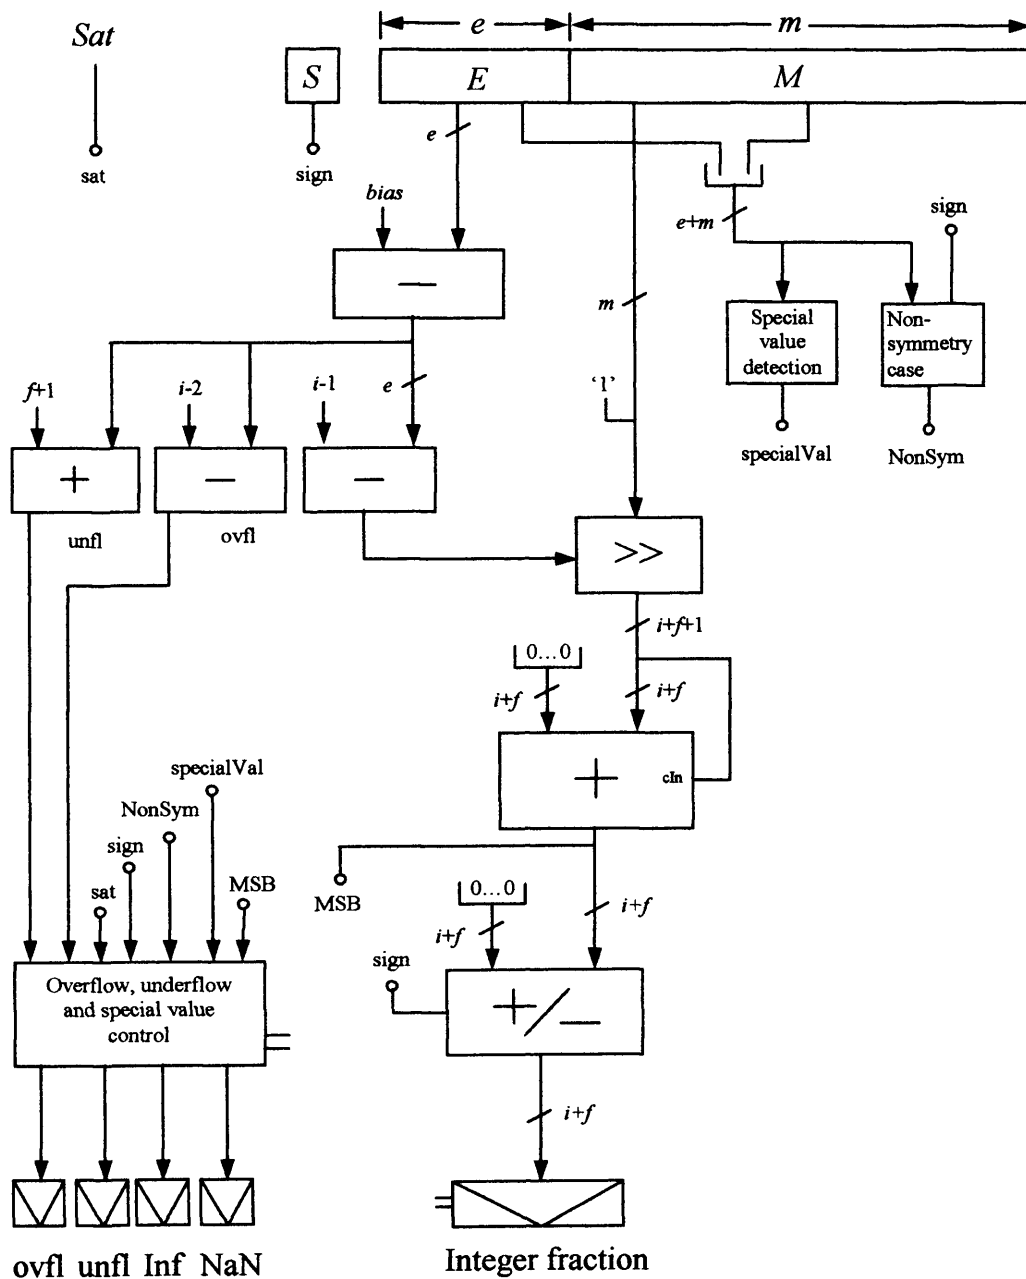 e m
Sat
S E M
e
sat
sign
bias
e+m
sign
—
m
Special
value
detection
Non-
symmetry
case
f+1
i-2
i-1
e
'1'
specialVal
NonSym
+ — —
unfl
ovfl
>>
i+f+1
0...0
i+f
i+f
+
cIn
specialVal
NonSym
sign
sat
MSB
MSB
0...0
i+f
i+f
sign
Overflow, underflow
and special value
control
+/—
i+f
ovfl unfl Inf NaN
Integer fraction